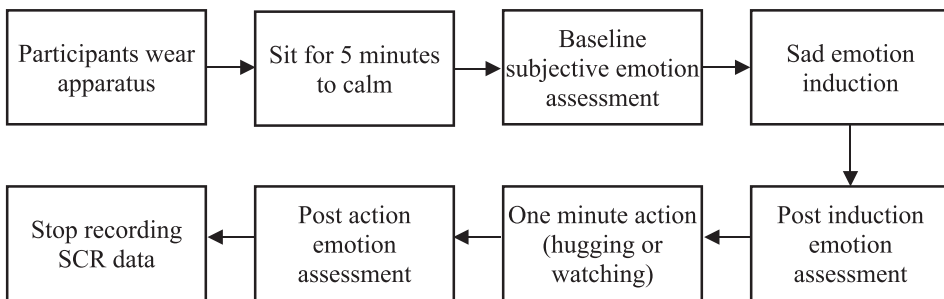 Participants wear
apparatus
Sit for 5 minutes
to calm
Baseline
subjective emotion
assessment
Sad emotion
induction
Post induction
emotion
assessment
One minute action
(hugging or
watching)
Post action
emotion
assessment
Stop recording
SCR data